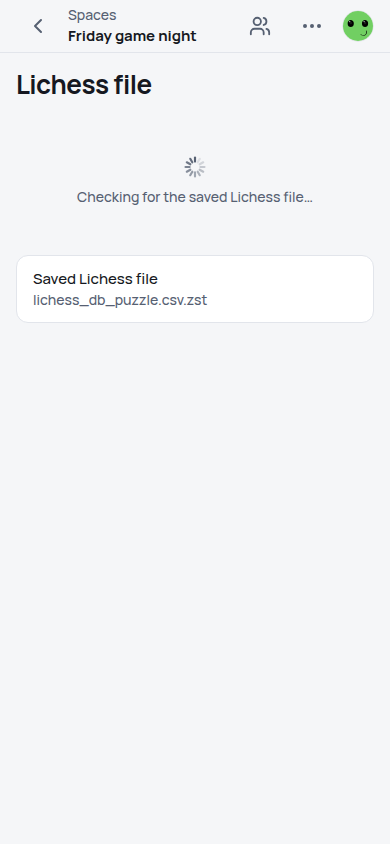 Spaces
Friday game night
Lichess file
Checking for the saved Lichess file…
Saved Lichess file
lichess_db_puzzle.csv.zst